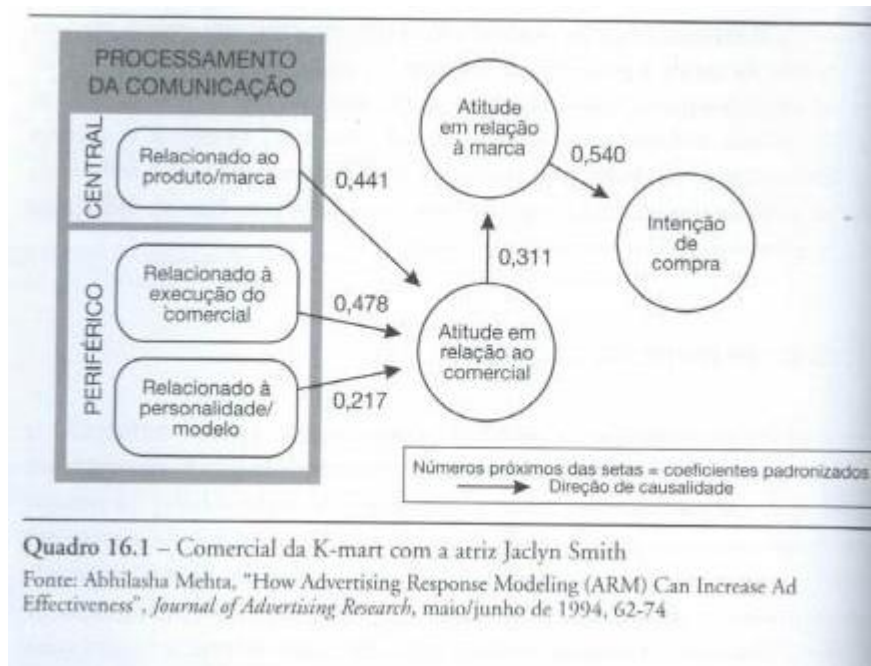 PROCESSAMENTO
DA COMUNICAÇÃO
CENTRAL
Relacionado ao
produto/marca
0,441
PERIFÉRICO
Relacionado à
execução do
comercial
0,478
Relacionado à
personalidade/
modelo
0,217
Atitude
em relação
à marca
0,540
Intenção
de
compra
0,311
Atitude em
relação ao
comercial
Números próximos das setas = coeficientes padronizados
Direção de causalidade
Quadro 16.1 – Comercial da K-mart com a atriz Jaclyn Smith
Fonte: Abhilasha Mehta, "How Advertising Response Modeling (ARM) Can Increase Ad
Effectiveness", Journal of Advertising Research, maio/junho de 1994, 62-74